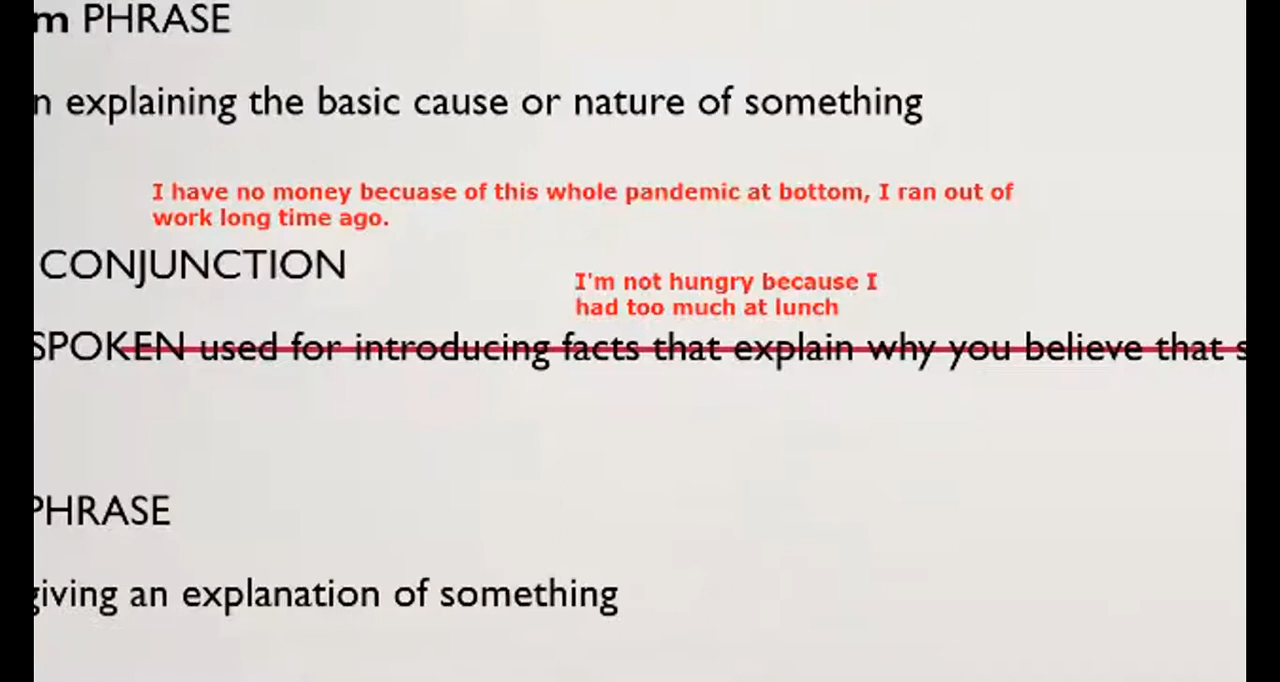 m PHRASE
n explaining the basic cause or nature of something
I have no money becuase of this whole pandemic at bottom, I ran out of
work long time ago.
CONJUNCTION
I'm not hungry because I
had too much at lunch
SPOKEN used for introducing facts that explain why you believe that s
PHRASE
giving an explanation of something